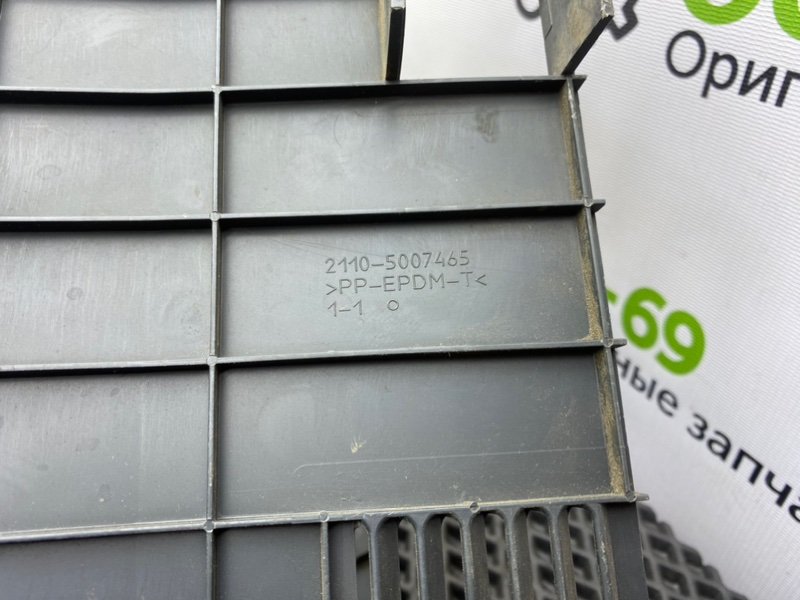 Ориг
2110-5007465
>PP-EPDM-T<
1-1
-69
ные запча